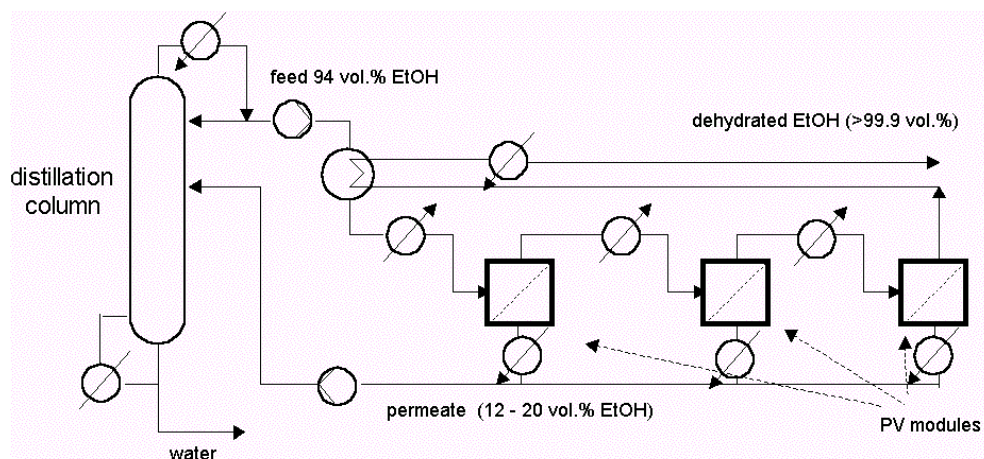 feed 94 vol.% EtOH
dehydrated EtOH (>99.9 vol.%)
distillation
column
permeate (12 - 20 vol.% EtOH)
PV modules
water